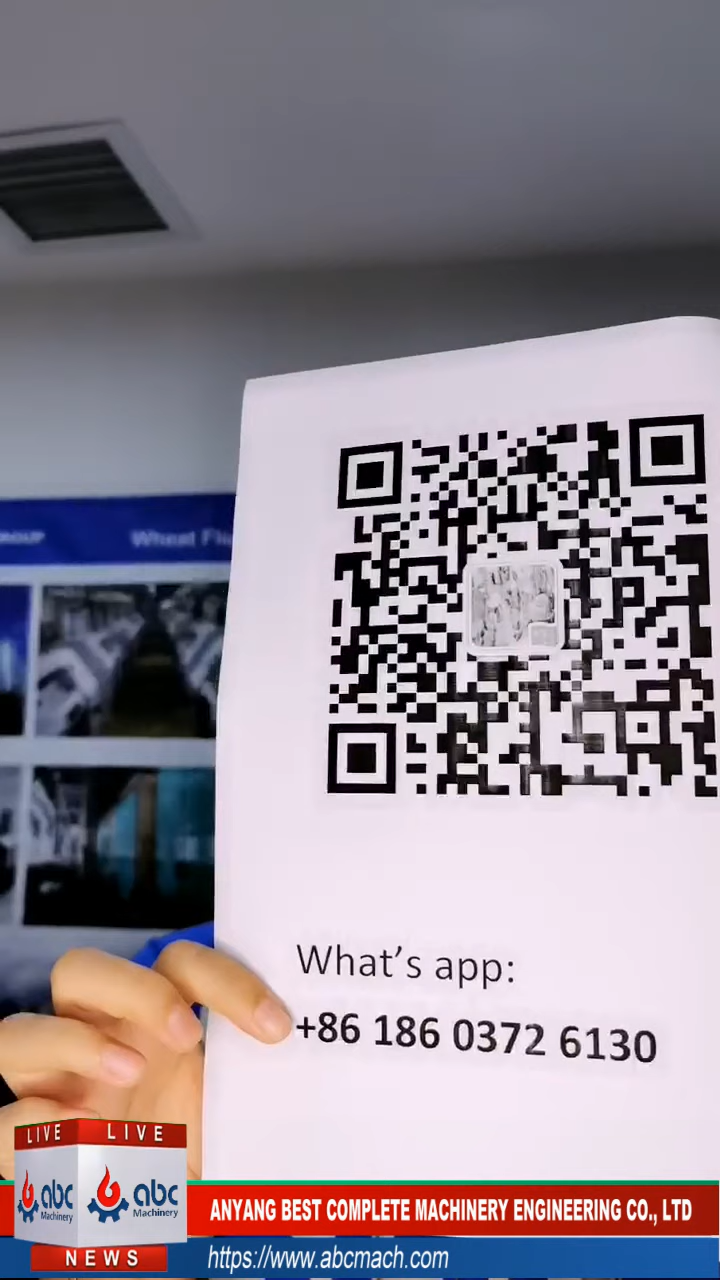 Wheat
What's app:
+86 186 0372 6130
LIVE LIVE
abc Machinery abc Machinery
NEWS
ANYANG BEST COMPLETE MACHINERY ENGINEERING CO., LTD
https://www.abcmach.com